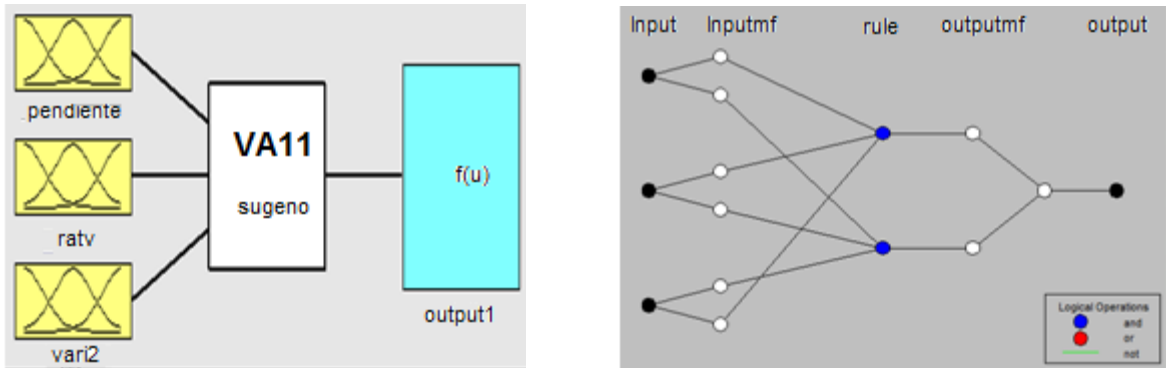 pendiente
ratv
vari2
VA11
sugeno
f(u)
output1
Input Inputmf rule outputmf output
Logical Operations
and
or
not